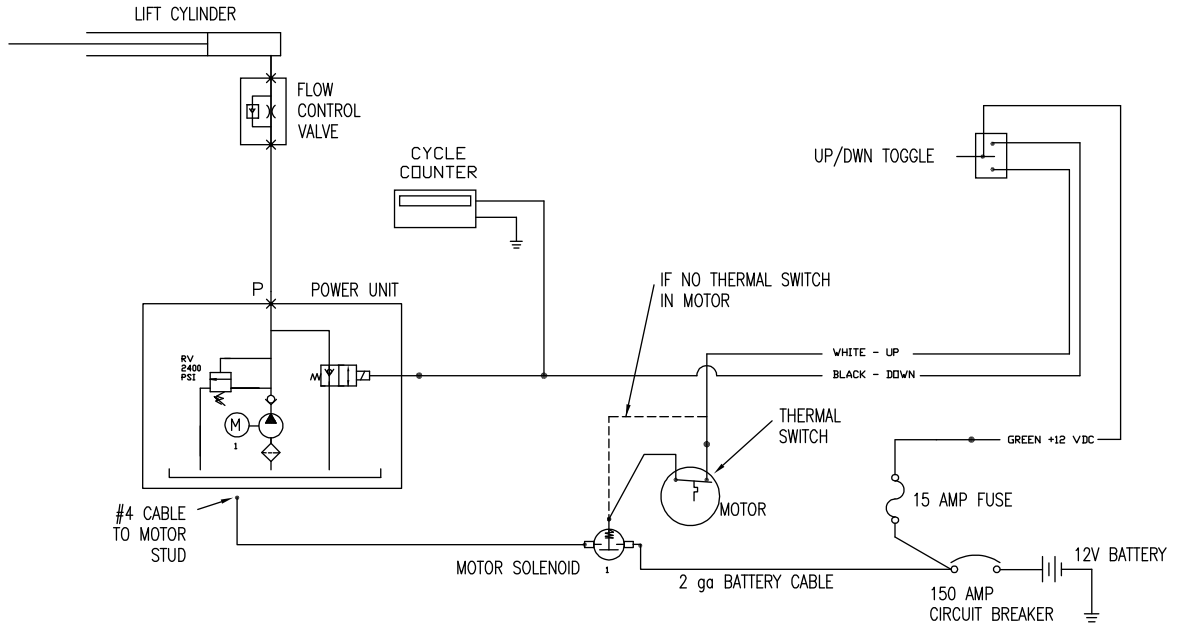 LIFT CYLINDER
FLOW
CONTROL
VALVE
CYCLE
COUNTER
UP/DWN TOGGLE
P
POWER UNIT
IF NO THERMAL SWITCH
IN MOTOR
RV
2400
PSI
WHITE - UP
BLACK - DOWN
M
1
THERMAL
SWITCH
GREEN +12 VDC
#4 CABLE
TO MOTOR
STUD
MOTOR
15 AMP FUSE
MOTOR SOLENOID
1
2 ga BATTERY CABLE
12V BATTERY
150 AMP
CIRCUIT BREAKER